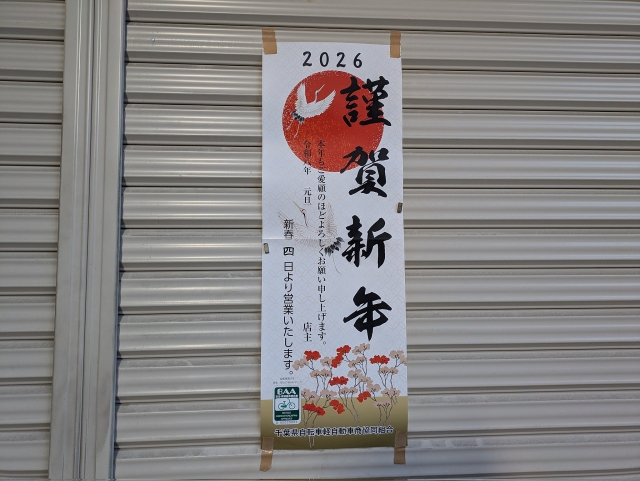 2026
謹賀新年
本年もご愛顧のほどよろしくお願い申し上げます。
令和八年 元旦
店主
新春 四 日より営業いたします。
BAA
千葉県自転車軽自動車商協同組合